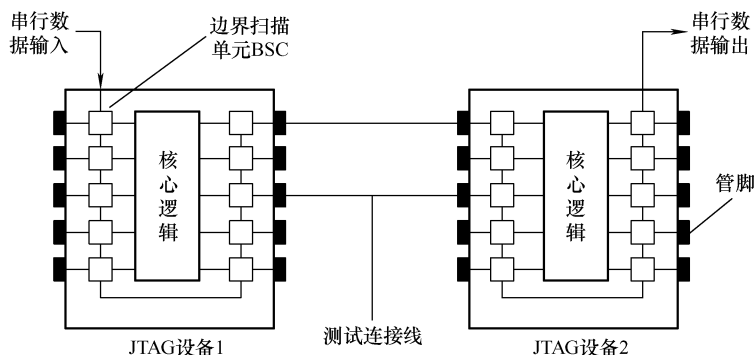 串行数
据输入
边界扫描
单元BSC
串行数
据输出
核
心
逻
辑
核
心
逻
辑
管脚
测试连接线
JTAG设备1
JTAG设备2